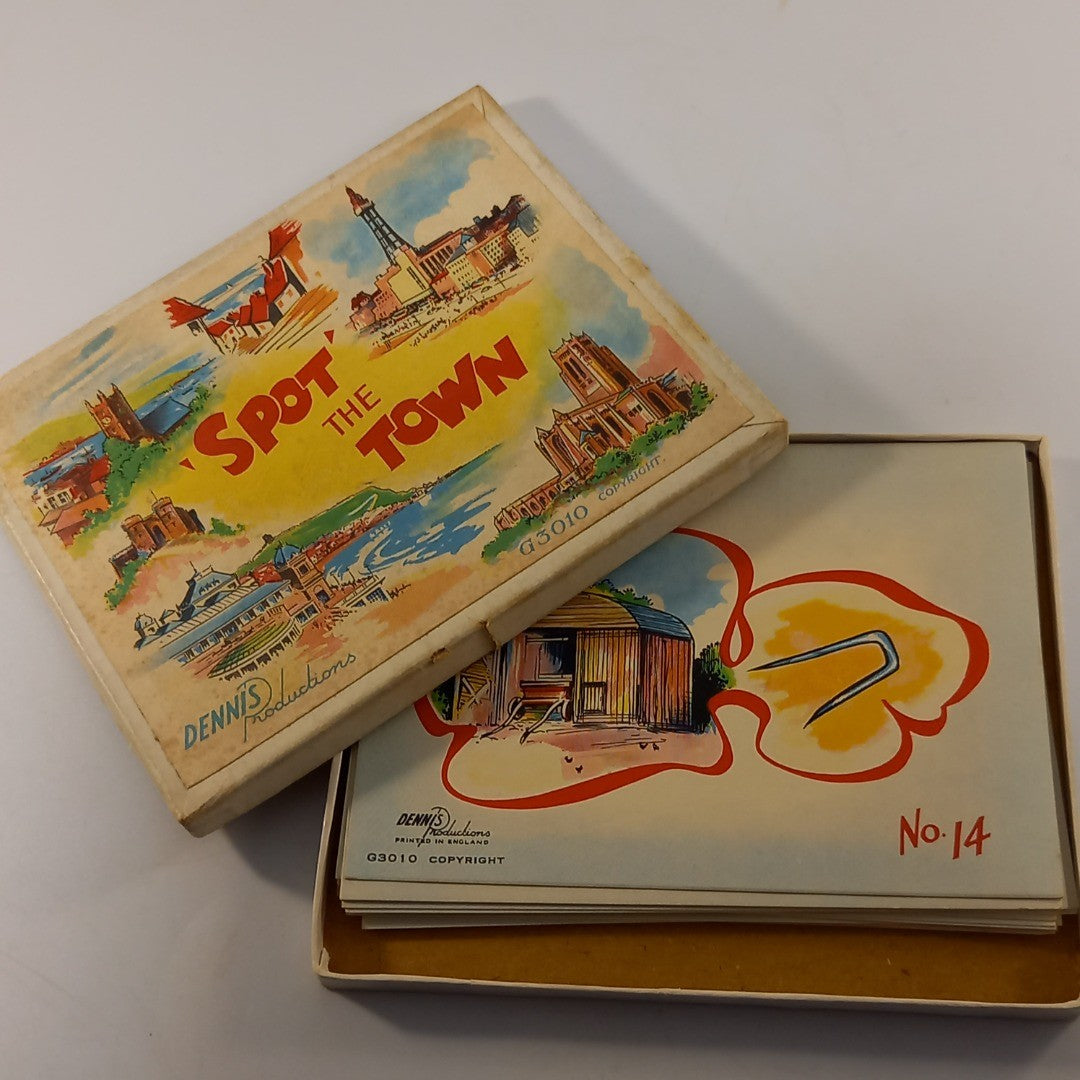 'SPOT'
THE
TOWN
G3010 COPYRIGHT.
DENNIS
Productions
DENNIS
Productions
PRINTED IN ENGLAND
G3010 COPYRIGHT
No. 14